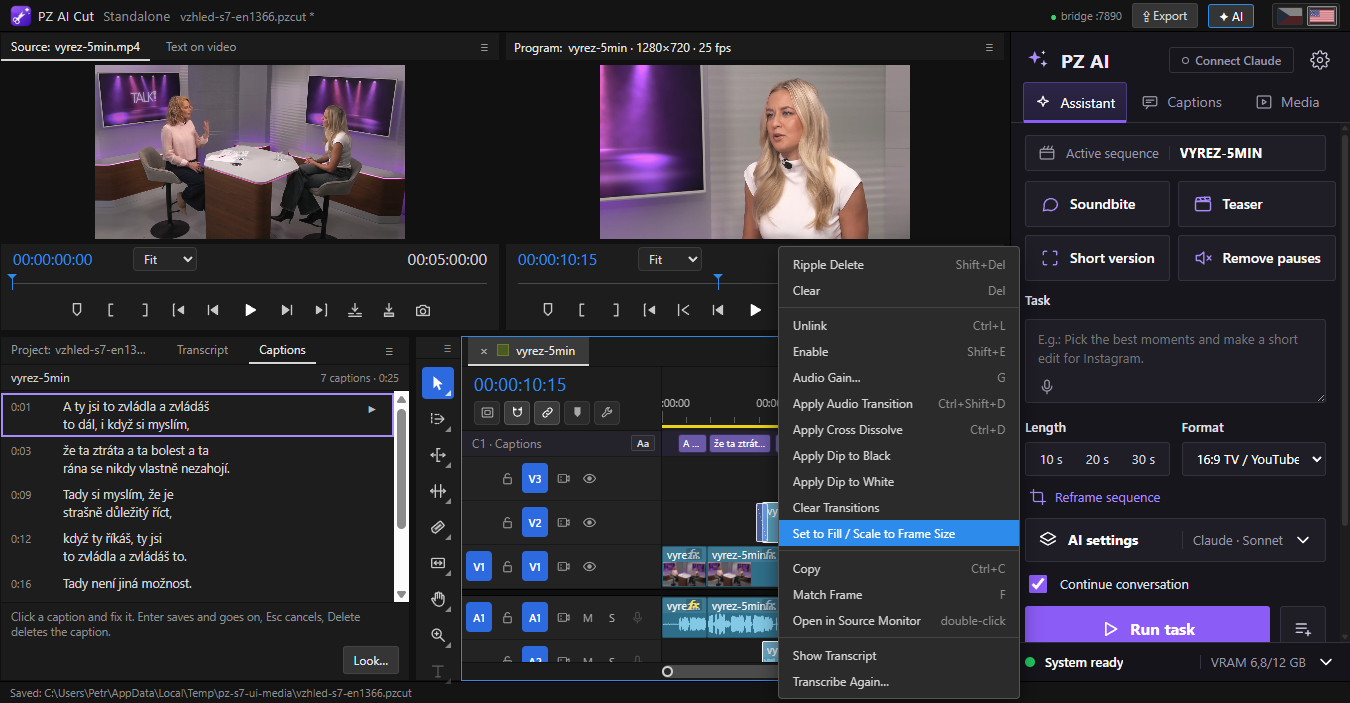 PZ AI Cut Standalone vzhled-s7-en1366.pzcut *
bridge :7890
Export
AI
Source: vyrez-5min.mp4
Text on video
Program: vyrez-5min · 1280×720 · 25 fps
TALK!
00:00:00:00
Fit
00:05:00:00
00:00:10:15
Fit
Project: vzhled-s7-en13...
Transcript
Captions
vyrez-5min
7 captions · 0:25
0:01
A ty jsi to zvládla a zvládáš
to dál, i když si myslím,
0:03
že ta ztráta a ta bolest a ta
rána se nikdy vlastně nezahojí.
0:09
Tady si myslím, že je
strašně důležitý říct,
0:12
když ty říkáš, ty jsi
to zvládla a zvládáš to.
0:16
Tady není jiná možnost.
Click a caption and fix it. Enter saves and goes on, Esc cancels, Delete
deletes the caption.
Look...
Saved: C:\Users\Petr\AppData\Local\Temp\pz-s7-ui-media\vzhled-s7-en1366.pzcut
× vyrez-5min
00:00:10:15
:00:00
C1 · Captions
Aa
A ...
že ta ztrát...
V3
V2
vy
V1
V1
vyrez
fx
vyrez-5min
fx
A1
A1
M
S
vyrez
fx
vyrez-5min
fx
A2
M
S
vy
Ripple Delete Shift+Del
Clear Del
Unlink Ctrl+L
Enable Shift+E
Audio Gain... G
Apply Audio Transition Ctrl+Shift+D
Apply Cross Dissolve Ctrl+D
Apply Dip to Black
Apply Dip to White
Clear Transitions
Set to Fill / Scale to Frame Size
Copy Ctrl+C
Match Frame F
Open in Source Monitor double-click
Show Transcript
Transcribe Again...
PZ AI
Connect Claude
Assistant
Captions
Media
Active sequence
VYREZ-5MIN
Soundbite
Teaser
Short version
Remove pauses
Task
E.g.: Pick the best moments and make a short
edit for Instagram.
Length
Format
10 s
20 s
30 s
16:9 TV / YouTube
Reframe sequence
AI settings
Claude · Sonnet
Continue conversation
Run task
System ready
VRAM 6,8/12 GB